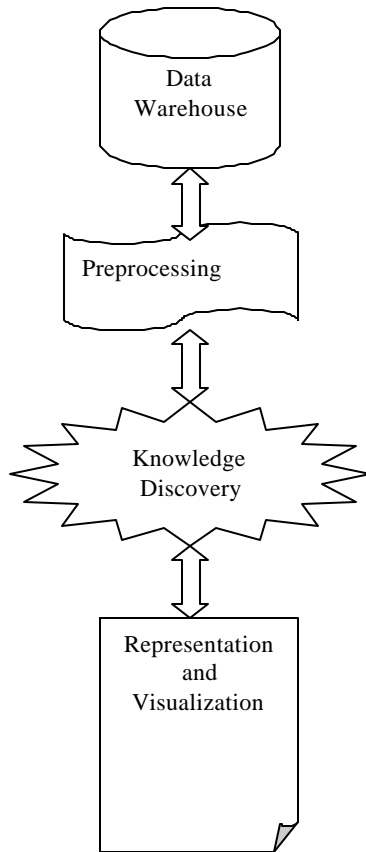 Data
Warehouse
Preprocessing
Knowledge
Discovery
Representation
and
Visualization